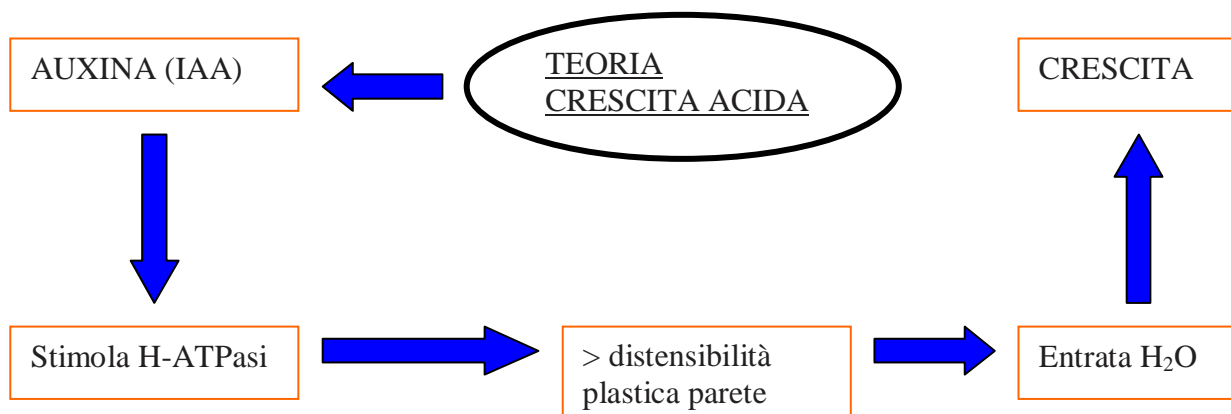 TEORIA
CRESCITA ACIDA
AUXINA (IAA)
Stimola H-ATPasi
> distensibilità
plastica parete
Entrata H₂O
CRESCITA